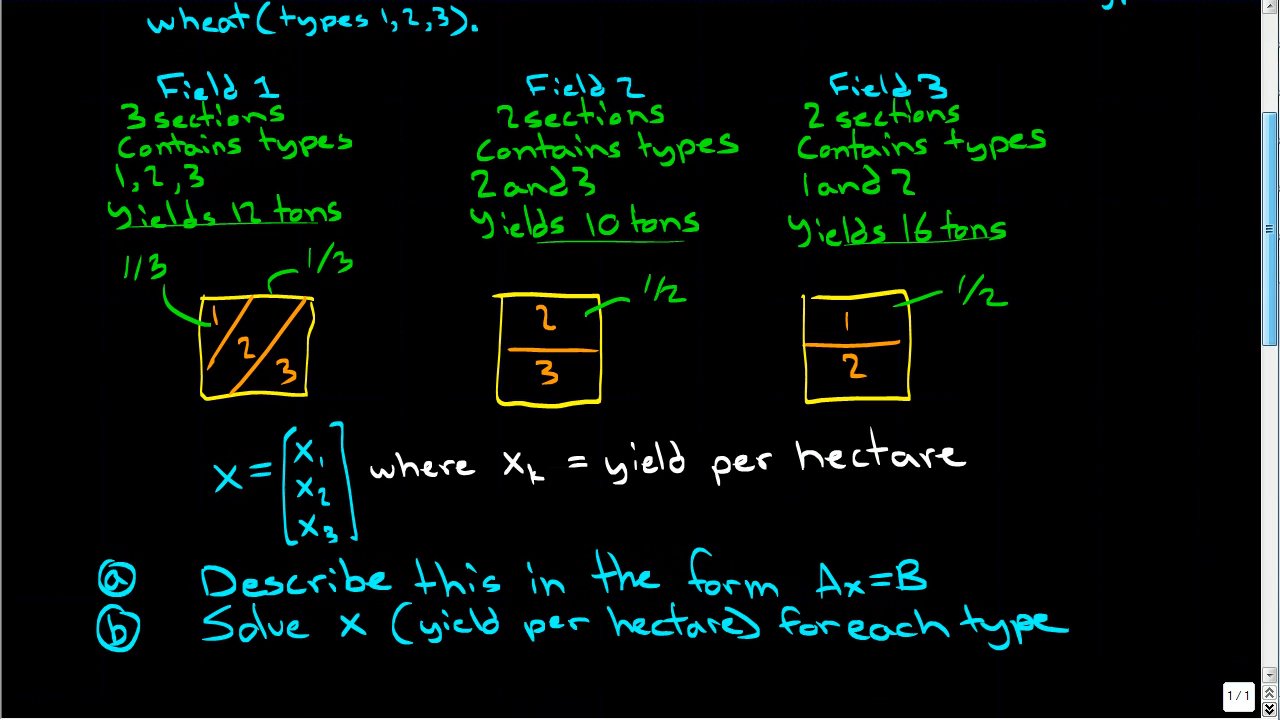 wheat (types 1, 2, 3).
Field 1
3 sections
Contains types
1, 2, 3
Yields 12 tons
1/3
1/3
1
2
3
Field 2
2 sections
Contains types
2 and 3
Yields 10 tons
1/2
2
3
Field 3
2 sections
Contains types
1 and 2
Yields 16 tons
1/2
1
2
x = [x₁ x₂ x₃] where xₖ = yield per hectare
ⓐ Describe this in the form Ax=B
ⓑ Solve x (yield per hectare) for each type
1 / 1